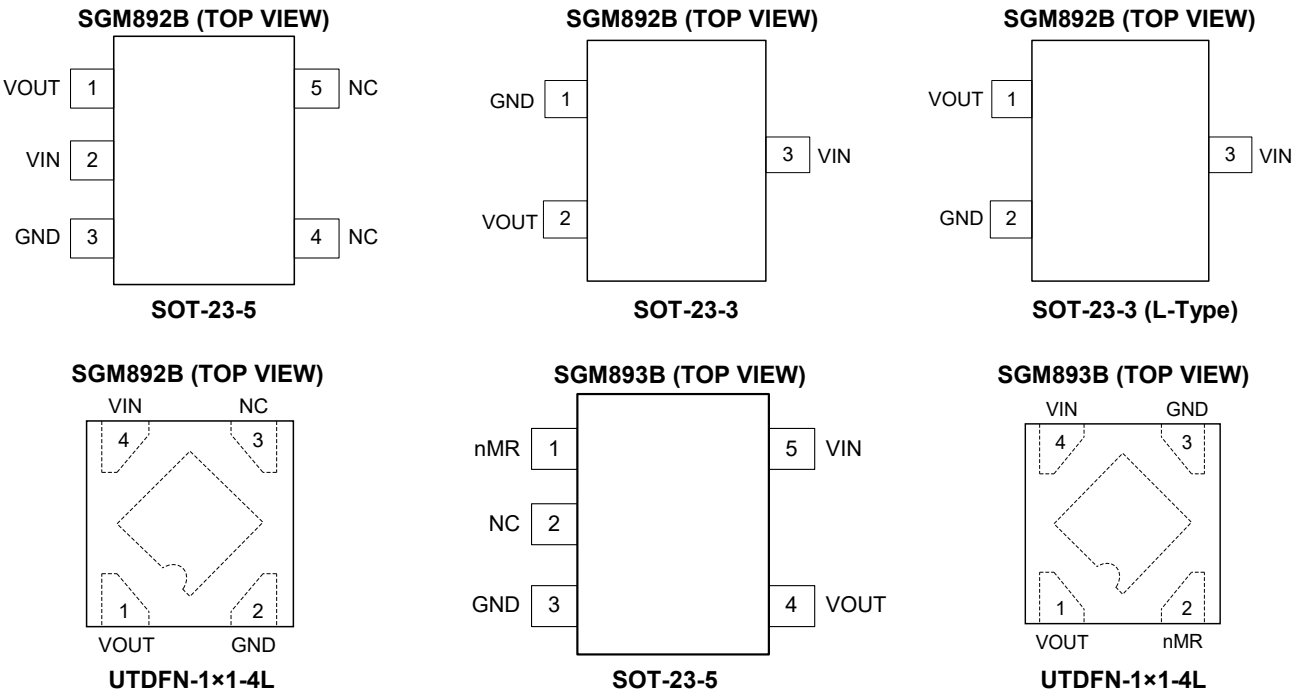 SGM892B (TOP VIEW)
VOUT 1
5 NC
VIN 2
GND 3
4 NC
SOT-23-5
SGM892B (TOP VIEW)
GND 1
3 VIN
VOUT 2
SOT-23-3
SGM892B (TOP VIEW)
VOUT 1
3 VIN
GND 2
SOT-23-3 (L-Type)
SGM892B (TOP VIEW)
VIN NC
4 3
1 2
VOUT GND
UTDFN-1×1-4L
SGM893B (TOP VIEW)
nMR 1
5 VIN
NC 2
GND 3
4 VOUT
SOT-23-5
SGM893B (TOP VIEW)
VIN GND
4 3
1 2
VOUT nMR
UTDFN-1×1-4L